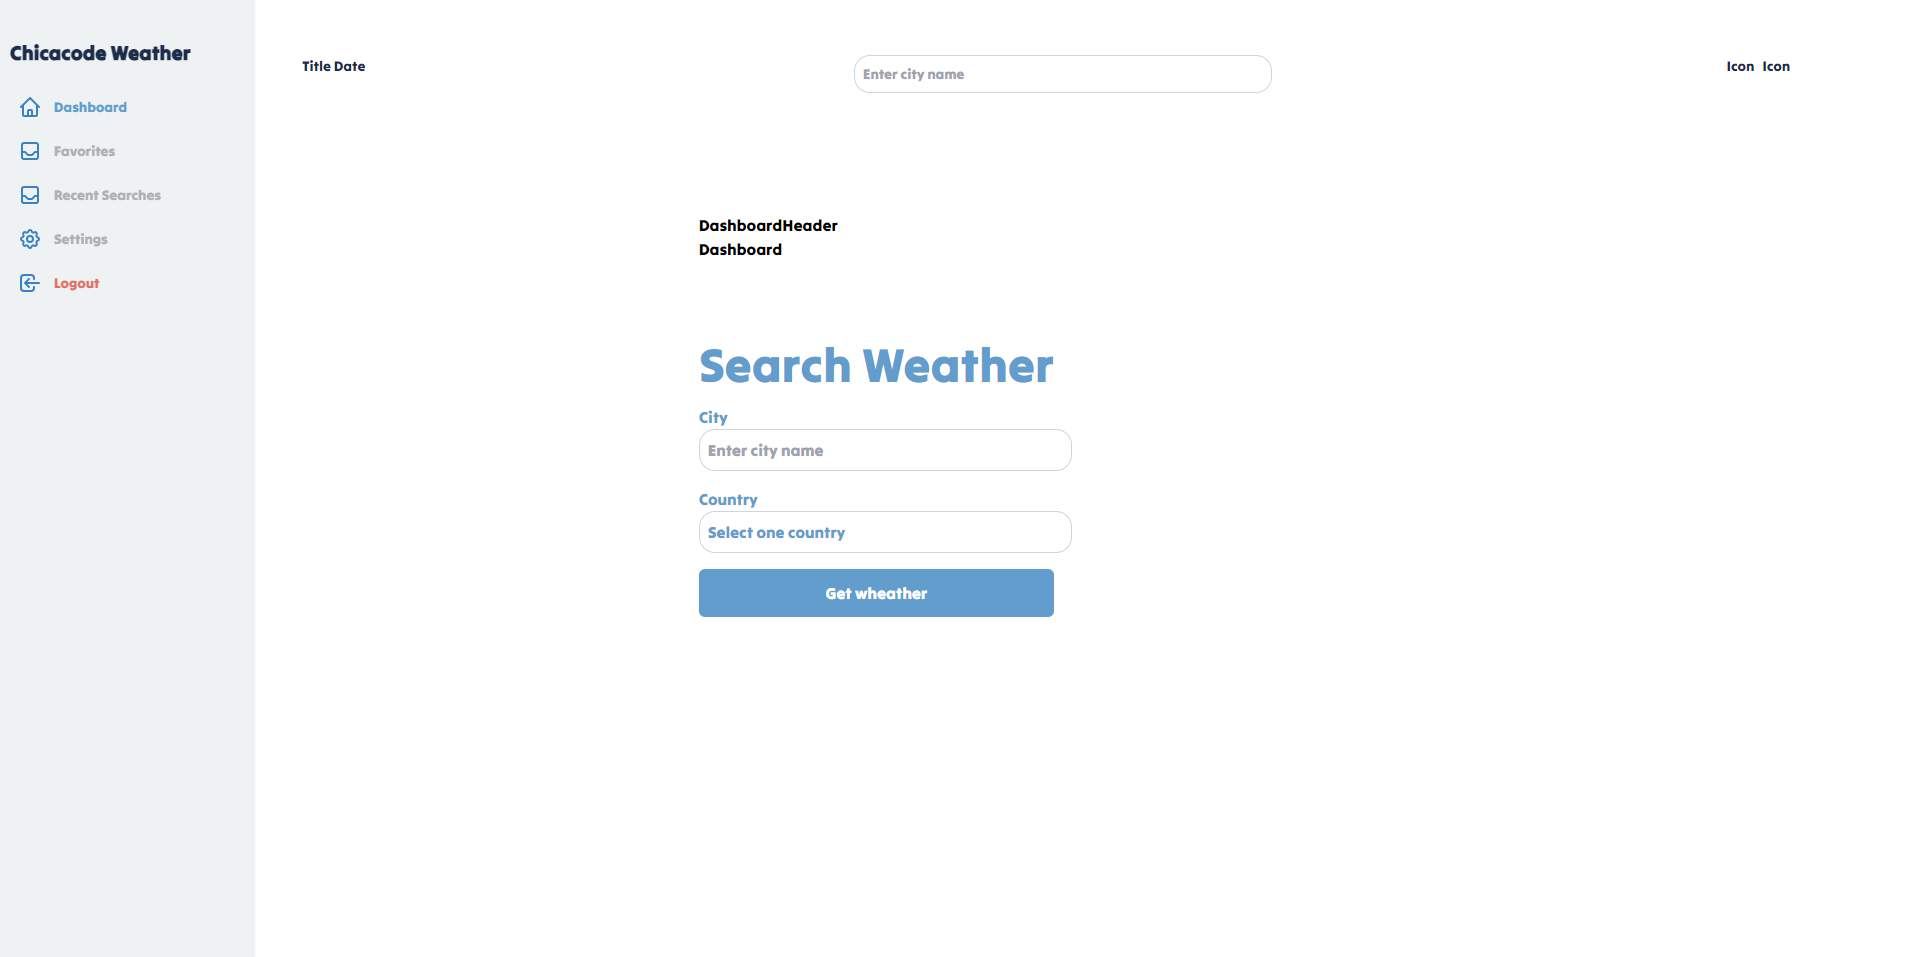 Chicacode Weather
Dashboard
Favorites
Recent Searches
Settings
Logout
Title Date
Enter city name
Icon Icon
DashboardHeader
Dashboard
Search Weather
City
Enter city name
Country
Select one country
Get wheather